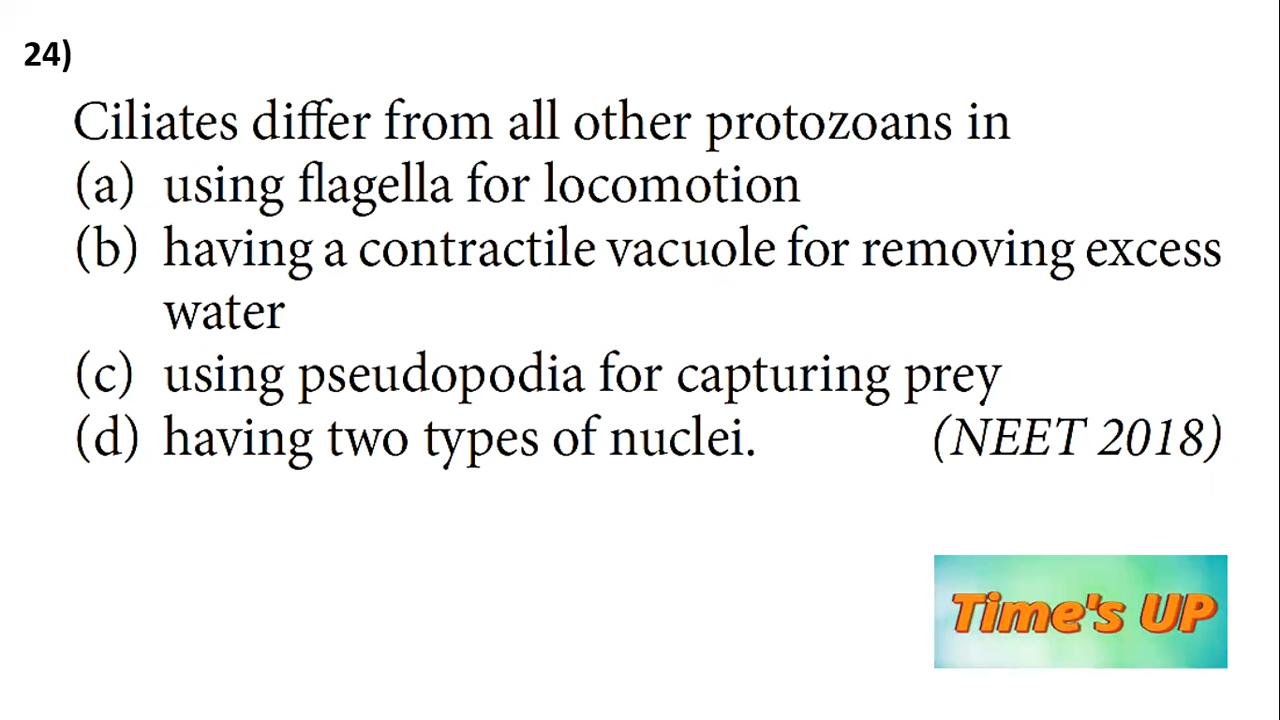 24)
Ciliates differ from all other protozoans in
(a) using flagella for locomotion
(b) having a contractile vacuole for removing excess
water
(c) using pseudopodia for capturing prey
(d) having two types of nuclei. (NEET 2018)
Time's UP